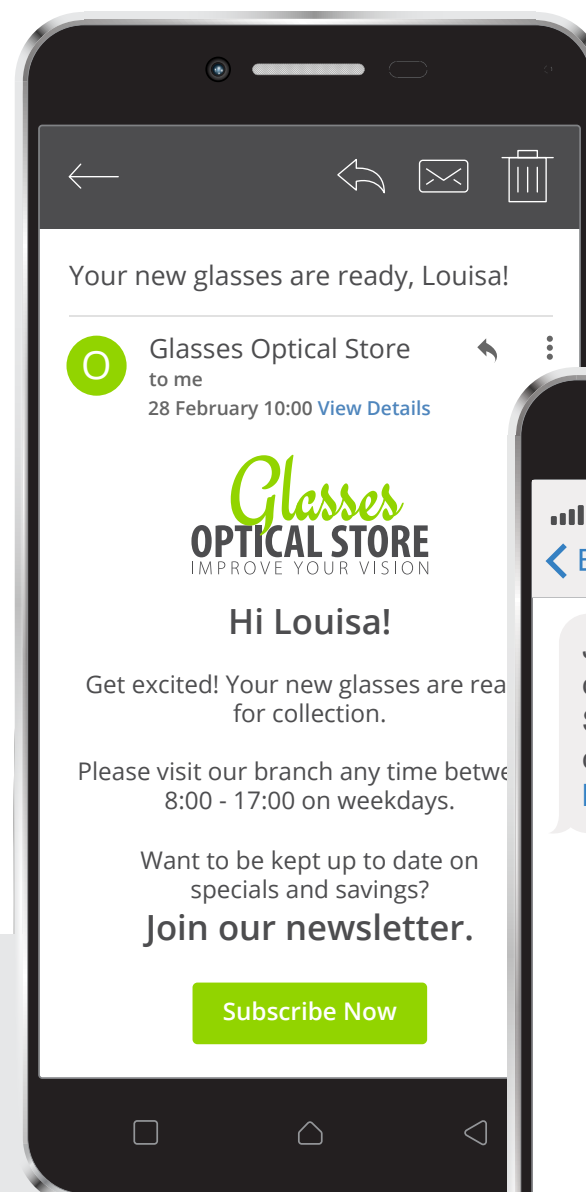 Your new glasses are ready, Louisa!
O
Glasses Optical Store
to me
28 February 10:00 View Details
Glasses
OPTICAL STORE
IMPROVE YOUR VISION
Hi Louisa!
Get excited! Your new glasses are
for collection.
Please visit our branch any time
8:00 - 17:00 on weekdays.
Want to be kept up to date on
specials and savings?
Join our newsletter.
Subscribe Now